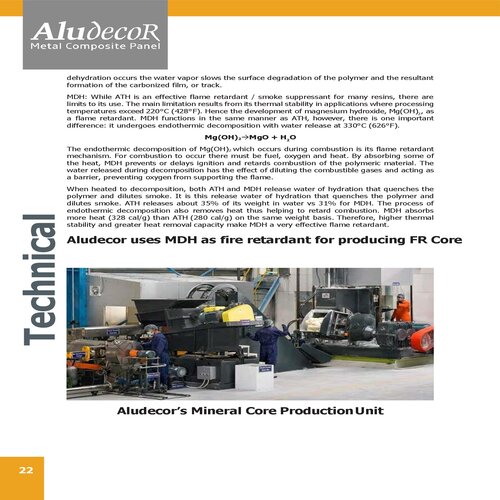 AludecoR
Metal Composite Panel
dehydration occurs the water vapor slows the surface degradation of the polymer and the resultant
formation of the carbonized film, or track.
MDH: While ATH is an effective flame retardant / smoke suppressant for many resins, there are
limits to its use. The main limitation results from its thermal stability in applications where processing
temperatures exceed 220°C (428°F). Hence the development of magnesium hydroxide, Mg(OH)₂, as
a flame retardant. MDH functions in the same manner as ATH, however, there is one important
difference: it undergoes endothermic decomposition with water release at 330°C (626°F).
Mg(OH)₂→MgO + H₂O
The endothermic decomposition of Mg(OH)₂ which occurs during combustion is its flame retardant
mechanism. For combustion to occur there must be fuel, oxygen and heat. By absorbing some of
the heat, MDH prevents or delays ignition and retards combustion of the polymeric material. The
water released during decomposition has the effect of diluting the combustible gases and acting as
a barrier, preventing oxygen from supporting the flame.
When heated to decomposition, both ATH and MDH release water of hydration that quenches the
polymer and dilutes smoke. It is this release water of hydration that quenches the polymer and
dilutes smoke. ATH releases about 35% of its weight in water vs 31% for MDH. The process of
endothermic decomposition also removes heat thus helping to retard combustion. MDH absorbs
more heat (328 cal/g) than ATH (280 cal/g) on the same weight basis. Therefore, higher thermal
stability and greater heat removal capacity make MDH a very effective flame retardant.
Aludecor uses MDH as fire retardant for producing FR Core
Technical
Aludecor's Mineral Core Production Unit
22